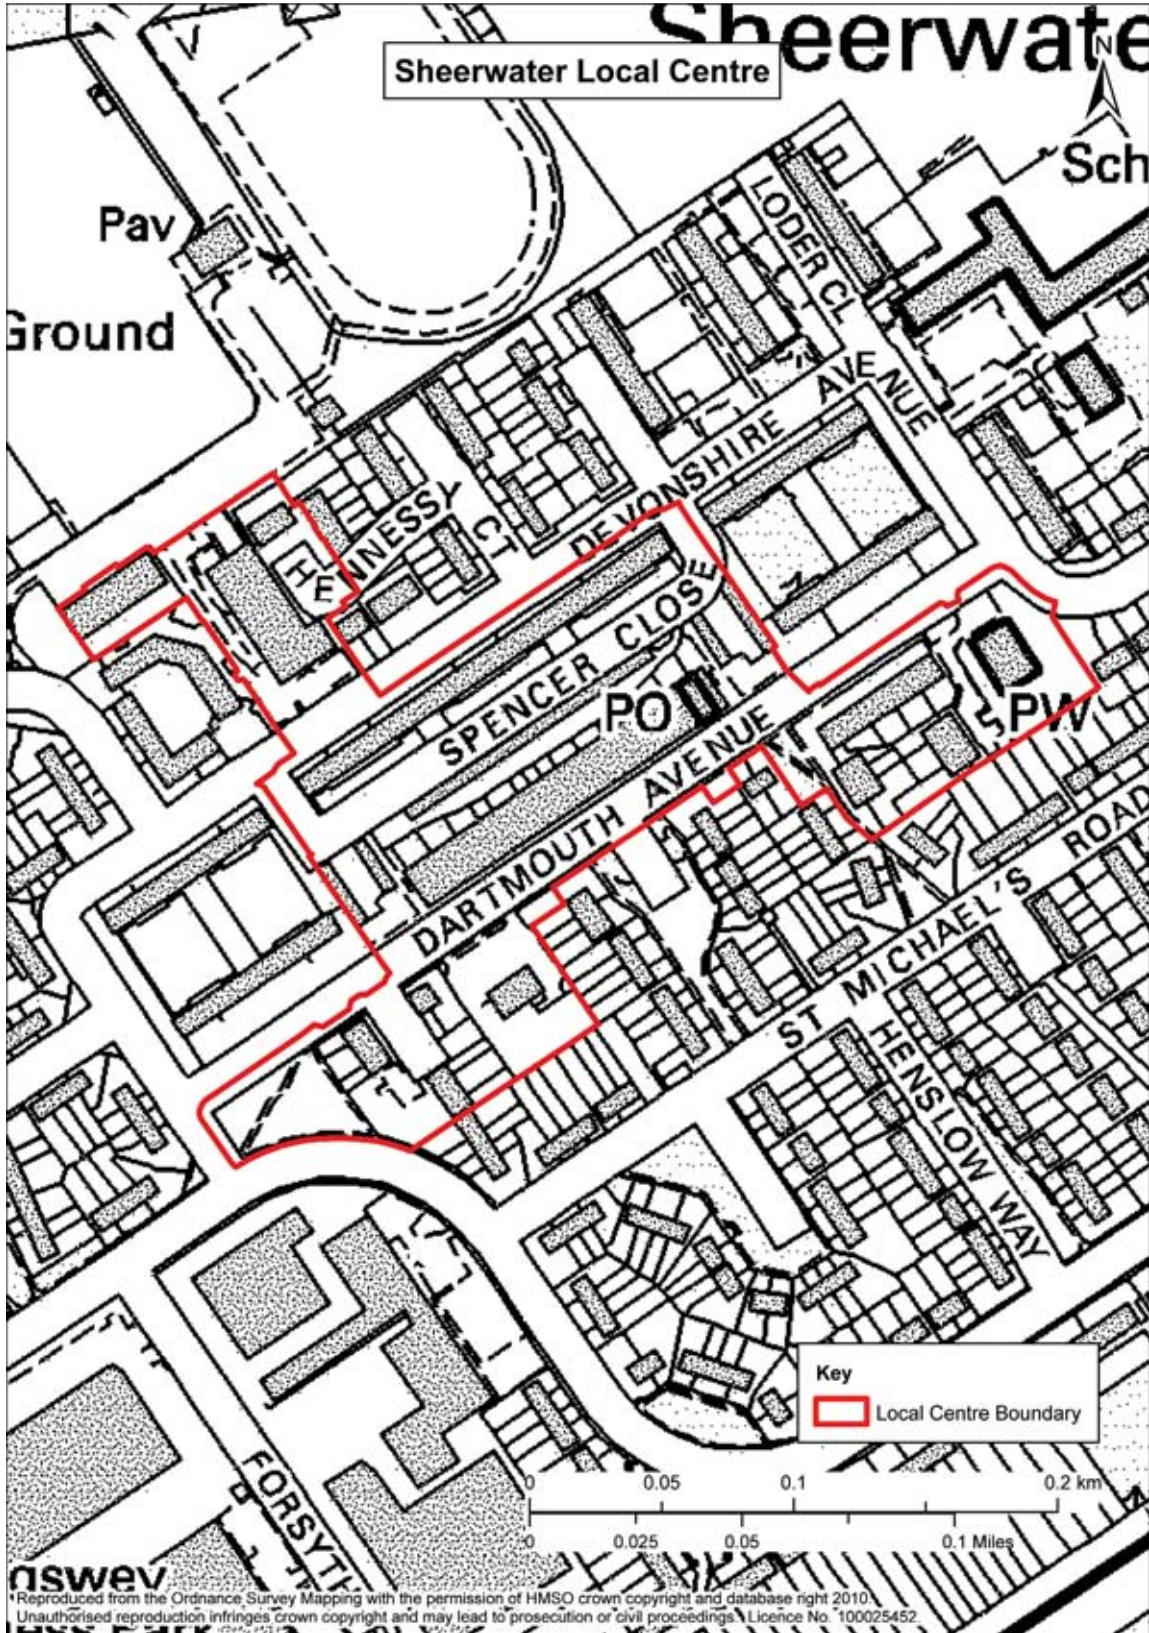 Sheerwate
Sheerwater Local Centre
N
Sch
Pav
LODER CL
Ground
DEVONSHIRE AVENUE
AVENUE
HENNESSY CT
SPENCER CLOSE
PO
PW
DARTMOUTH AVENUE
ST MICHAEL'S ROAD
HENSLOW WAY
Key
Local Centre Boundary
0 0.05 0.1 0.2 km
0 0.025 0.05 0.1 Miles
FORSYTH
Reproduced from the Ordnance Survey Mapping with the permission of HMSO crown copyright and database right 2010.
Unauthorised reproduction infringes crown copyright and may lead to prosecution or civil proceedings. Licence No. 100025452.